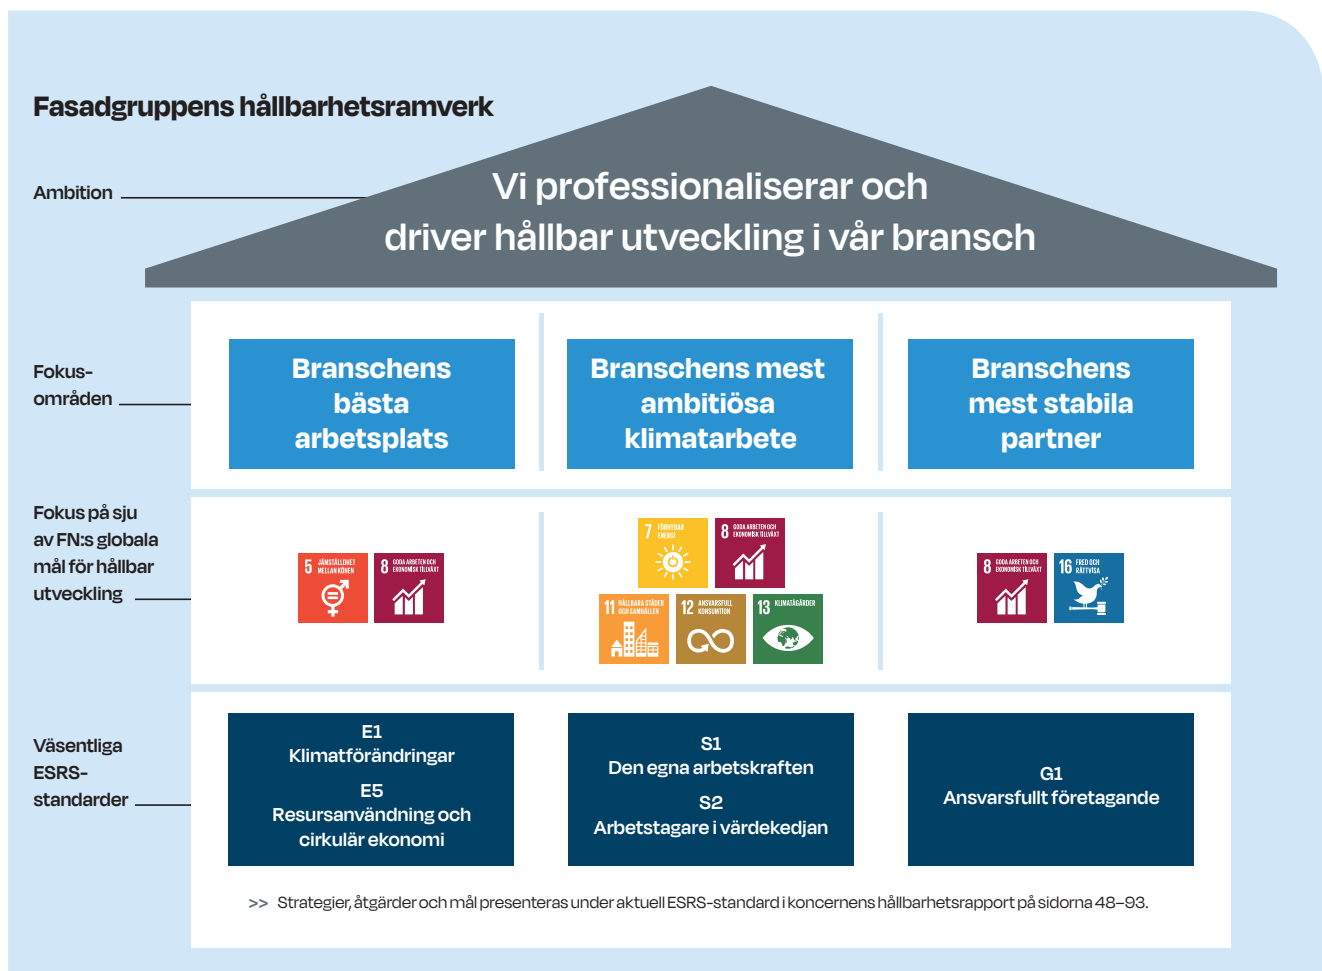 Fasadgruppens hållbarhetsramverk
Ambition
Vi professionaliserar och
driver hållbar utveckling i vår bransch
Fokus-
områden
Branschens
bästa
arbetsplats
Branschens mest
ambitiösa
klimatarbete
Branschens
mest stabila
partner
Fokus på sju
av FN:s globala
mål för hållbar
utveckling
5 JÄMSTÄLLDHET
MELLAN KÖNEN
8 GODA ARBETEN OCH
EKONOMISK TILLVÄXT
7 FÖRNYBAR
ENERGI
8 GODA ARBETEN OCH
EKONOMISK TILLVÄXT
11 HÅLLBARA STÄDER
OCH SAMHÄLLEN
12 ANSVARSFULL
KONSUMTION
13 KLIMATÅGÄRDER
8 GODA ARBETEN OCH
EKONOMISK TILLVÄXT
16 FRED OCH
RÄTTVISA
Väsentliga
ESRS-
standarder
E1
Klimatförändringar
E5
Resursanvändning och
cirkulär ekonomi
S1
Den egna arbetskraften
S2
Arbetstagare i värdekedjan
G1
Ansvarsfullt företagande
>> Strategier, åtgärder och mål presenteras under aktuell ESRS-standard i koncernens hållbarhetsrapport på sidorna 48–93.